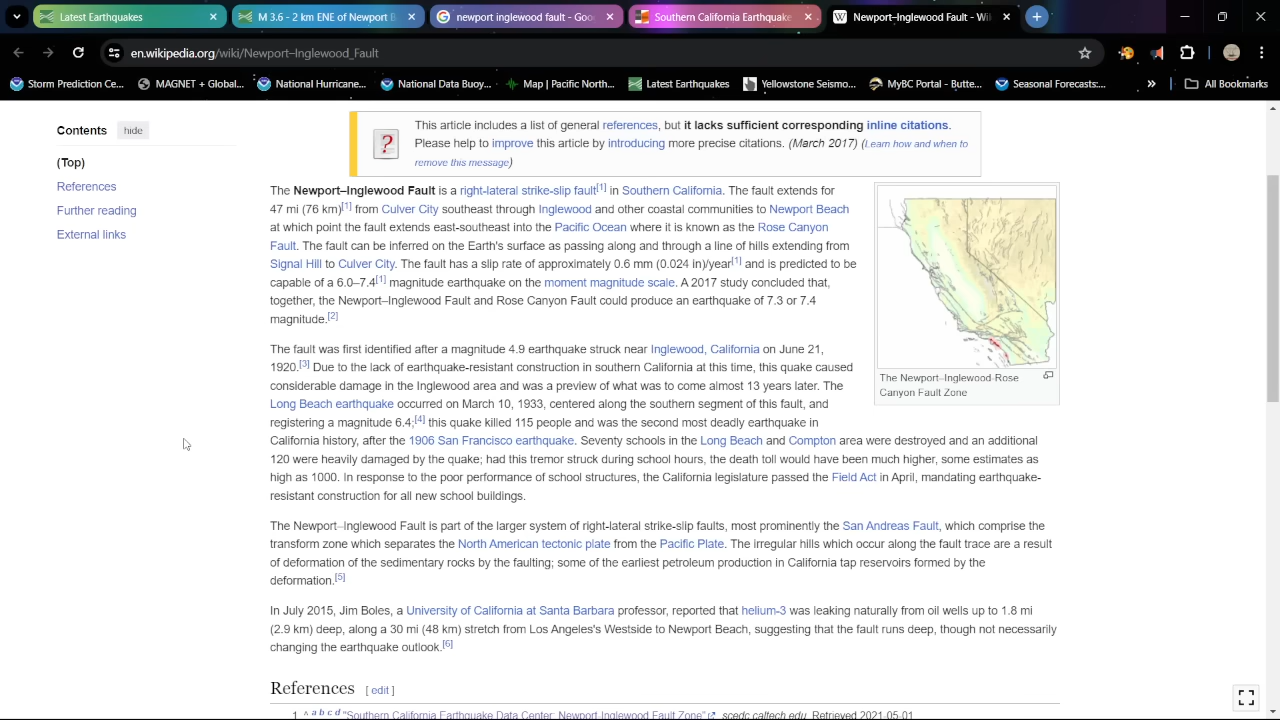 Latest Earthquakes
M 3.6 - 2 km ENE of Newport B
newport inglewood fault - Goo
Southern California Earthquake
Newport–Inglewood Fault - Wi
en.wikipedia.org/wiki/Newport–Inglewood_Fault
Storm Prediction Ce...
MAGNET + Global...
National Hurricane...
National Data Buoy...
Map | Pacific North...
Latest Earthquakes
Yellowstone Seismo...
MyBC Portal - Butte...
Seasonal Forecasts:...
All Bookmarks
Contents hide
(Top)
References
Further reading
External links
This article includes a list of general references, but it lacks sufficient corresponding inline citations.
Please help to improve this article by introducing more precise citations. (March 2017) (Learn how and when to
remove this message)
The Newport–Inglewood Fault is a right-lateral strike-slip fault[1] in Southern California. The fault extends for
47 mi (76 km)[1] from Culver City southeast through Inglewood and other coastal communities to Newport Beach
at which point the fault extends east-southeast into the Pacific Ocean where it is known as the Rose Canyon
Fault. The fault can be inferred on the Earth's surface as passing along and through a line of hills extending from
Signal Hill to Culver City. The fault has a slip rate of approximately 0.6 mm (0.024 in)/year[1] and is predicted to be
capable of a 6.0–7.4[1] magnitude earthquake on the moment magnitude scale. A 2017 study concluded that,
together, the Newport–Inglewood Fault and Rose Canyon Fault could produce an earthquake of 7.3 or 7.4
magnitude.[2]
The Newport–Inglewood-Rose
Canyon Fault Zone
The fault was first identified after a magnitude 4.9 earthquake struck near Inglewood, California on June 21,
1920.[3] Due to the lack of earthquake-resistant construction in southern California at this time, this quake caused
considerable damage in the Inglewood area and was a preview of what was to come almost 13 years later. The
Long Beach earthquake occurred on March 10, 1933, centered along the southern segment of this fault, and
registering a magnitude 6.4;[4] this quake killed 115 people and was the second most deadly earthquake in
California history, after the 1906 San Francisco earthquake. Seventy schools in the Long Beach and Compton area were destroyed and an additional
120 were heavily damaged by the quake; had this tremor struck during school hours, the death toll would have been much higher, some estimates as
high as 1000. In response to the poor performance of school structures, the California legislature passed the Field Act in April, mandating earthquake-
resistant construction for all new school buildings.
The Newport–Inglewood Fault is part of the larger system of right-lateral strike-slip faults, most prominently the San Andreas Fault, which comprise the
transform zone which separates the North American tectonic plate from the Pacific Plate. The irregular hills which occur along the fault trace are a result
of deformation of the sedimentary rocks by the faulting; some of the earliest petroleum production in California tap reservoirs formed by the
deformation.[5]
In July 2015, Jim Boles, a University of California at Santa Barbara professor, reported that helium-3 was leaking naturally from oil wells up to 1.8 mi
(2.9 km) deep, along a 30 mi (48 km) stretch from Los Angeles's Westside to Newport Beach, suggesting that the fault runs deep, though not necessarily
changing the earthquake outlook.[6]
References [ edit ]
1. ^ a b c d "Southern California Earthquake Data Center: Newport-Inglewood Fault Zone". scedc.caltech.edu. Retrieved 2021-05-01.